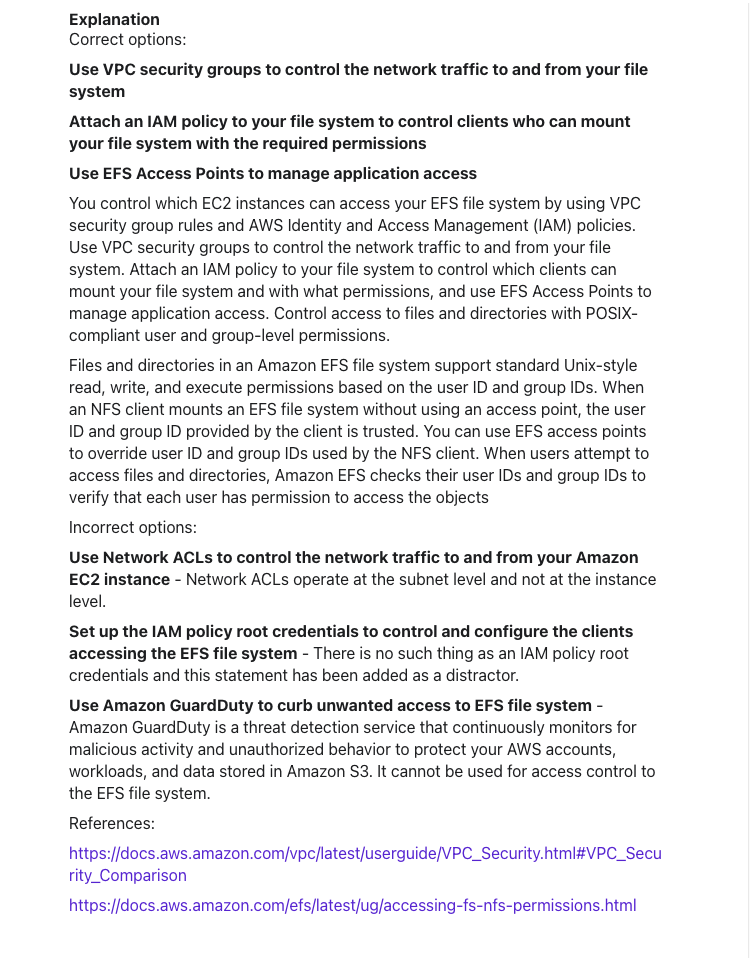 Explanation
Correct options:
Use VPC security groups to control the network traffic to and from your file
system
Attach an IAM policy to your file system to control clients who can mount
your file system with the required permissions
Use EFS Access Points to manage application access
You control which EC2 instances can access your EFS file system by using VPC
security group rules and AWS Identity and Access Management (IAM) policies.
Use VPC security groups to control the network traffic to and from your file
system. Attach an IAM policy to your file system to control which clients can
mount your file system and with what permissions, and use EFS Access Points to
manage application access. Control access to files and directories with POSIX-
compliant user and group-level permissions.
Files and directories in an Amazon EFS file system support standard Unix-style
read, write, and execute permissions based on the user ID and group IDs. When
an NFS client mounts an EFS file system without using an access point, the user
ID and group ID provided by the client is trusted. You can use EFS access points
to override user ID and group IDs used by the NFS client. When users attempt to
access files and directories, Amazon EFS checks their user IDs and group IDs to
verify that each user has permission to access the objects
Incorrect options:
Use Network ACLs to control the network traffic to and from your Amazon
EC2 instance - Network ACLs operate at the subnet level and not at the instance
level.
Set up the IAM policy root credentials to control and configure the clients
accessing the EFS file system - There is no such thing as an IAM policy root
credentials and this statement has been added as a distractor.
Use Amazon GuardDuty to curb unwanted access to EFS file system -
Amazon GuardDuty is a threat detection service that continuously monitors for
malicious activity and unauthorized behavior to protect your AWS accounts,
workloads, and data stored in Amazon S3. It cannot be used for access control to
the EFS file system.
References:
https://docs.aws.amazon.com/vpc/latest/userguide/VPC_Security.html#VPC_Secu
rity_Comparison
https://docs.aws.amazon.com/efs/latest/ug/accessing-fs-nfs-permissions.html